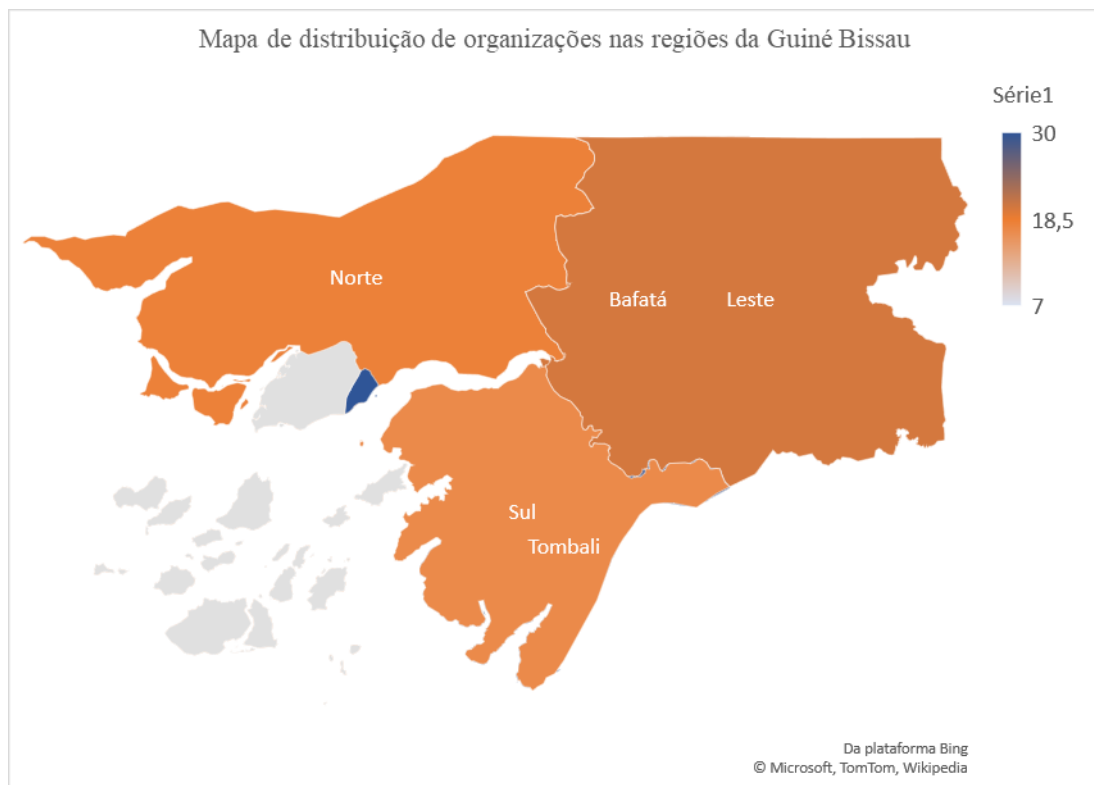 Mapa de distribuição de organizações nas regiões da Guiné Bissau
Série1
30
18,5
7
Norte
Bafatá
Leste
Sul
Tombali
Da plataforma Bing
© Microsoft, TomTom, Wikipedia